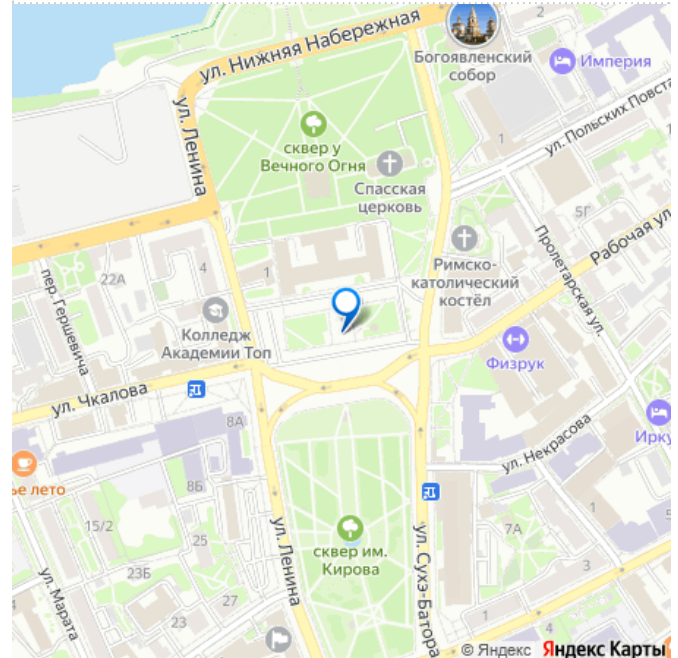 ул. Нижняя Набережная
2
Богоявленский
собор
Империя
ул. Ленина
сквер у
Вечного Огня
1
ул. Польских Повста
Спасская
церковь
5Г
Пролетарская ул.
Рабочая ул
22А
4
1
Римско-
католический
костёл
пер. Гершевича
Колледж
Академии Топ
Физрук
ул. Чкалова
8А
Ирку
ье лето
8Б
ул. Некрасова
1
5
15/2
25
сквер им.
Кирова
7А
23Б
ул. Ленина
ул. Сухэ-Батора
3
ул. Марата
27
23
1
4
© Яндекс Яндекс Карты